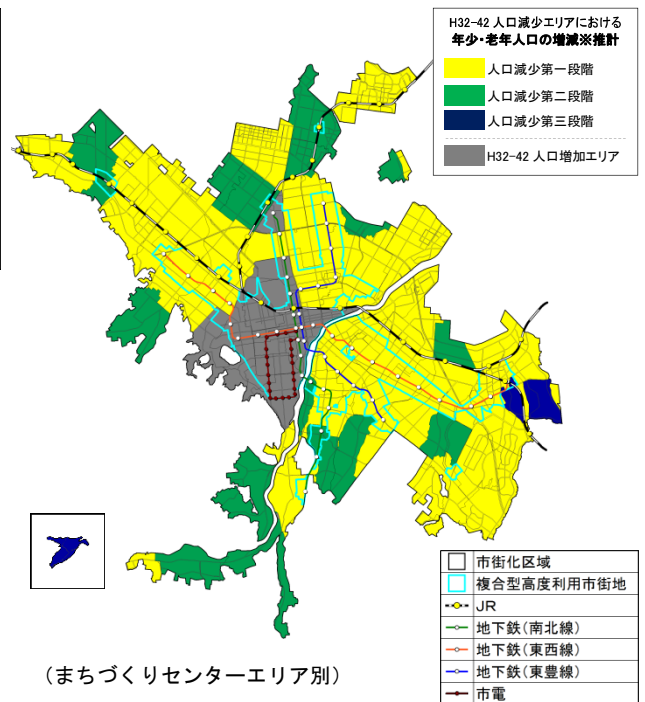 H32-42 人口減少エリアにおける
年少・老年人口の増減※推計
人口減少第一段階
人口減少第二段階
人口減少第三段階
H32-42 人口増加エリア
市街化区域
複合型高度利用市街地
JR
地下鉄(南北線)
地下鉄(東西線)
地下鉄(東豊線)
市電
(まちづくりセンターエリア別)